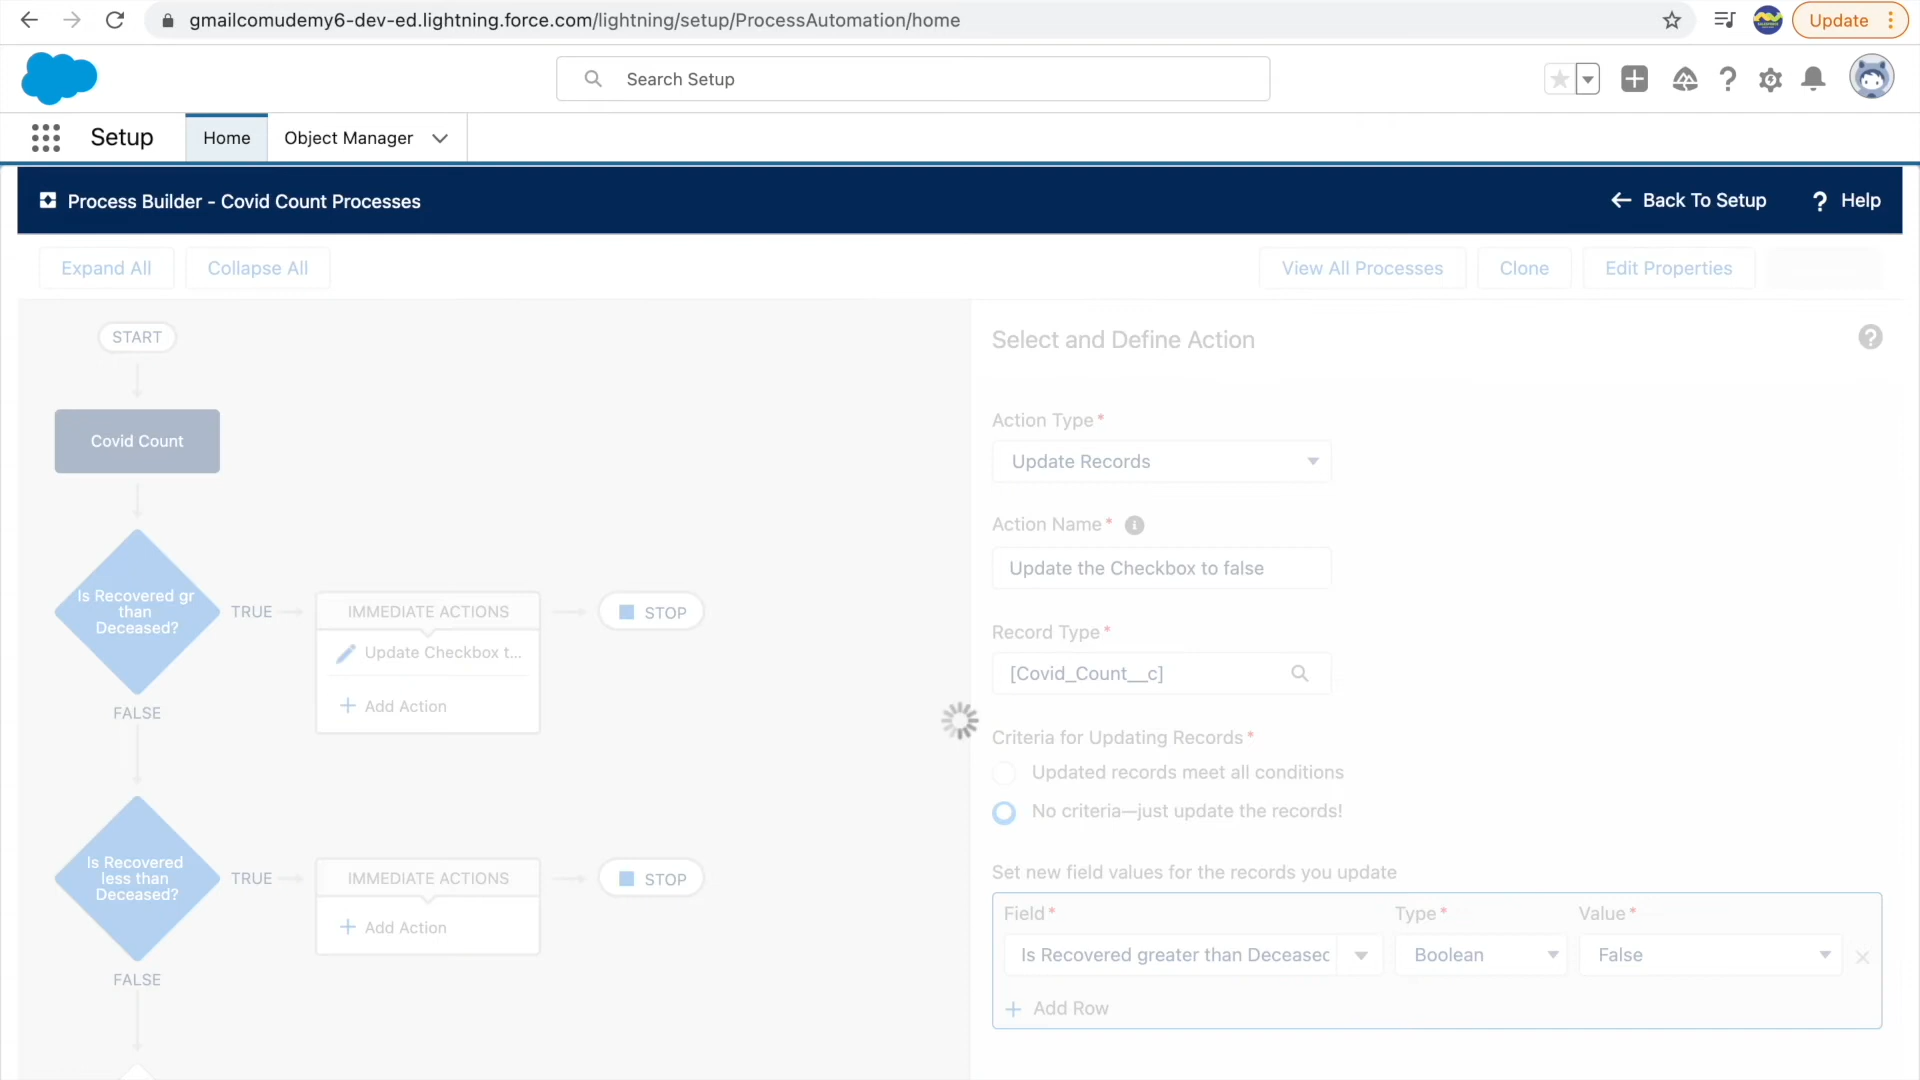 gmailcomudemy6-dev-ed.lightning.force.com/lightning/setup/ProcessAutomation/home
Update
Search Setup
Setup
Home
Object Manager
Process Builder - Covid Count Processes
Back To Setup
? Help
Expand All
Collapse All
View All Processes
Clone
Edit Properties
START
Covid Count
Is Recovered gr
than
Deceased?
TRUE
IMMEDIATE ACTIONS
Update Checkbox t...
Add Action
STOP
FALSE
Is Recovered
less than
Deceased?
TRUE
IMMEDIATE ACTIONS
Add Action
STOP
FALSE
Select and Define Action
Action Type*
Update Records
Action Name*
Update the Checkbox to false
Record Type*
[Covid_Count__c]
Criteria for Updating Records*
Updated records meet all conditions
No criteria—just update the records!
Set new field values for the records you update
Field* Type* Value*
Is Recovered greater than Deceased Boolean False
Add Row